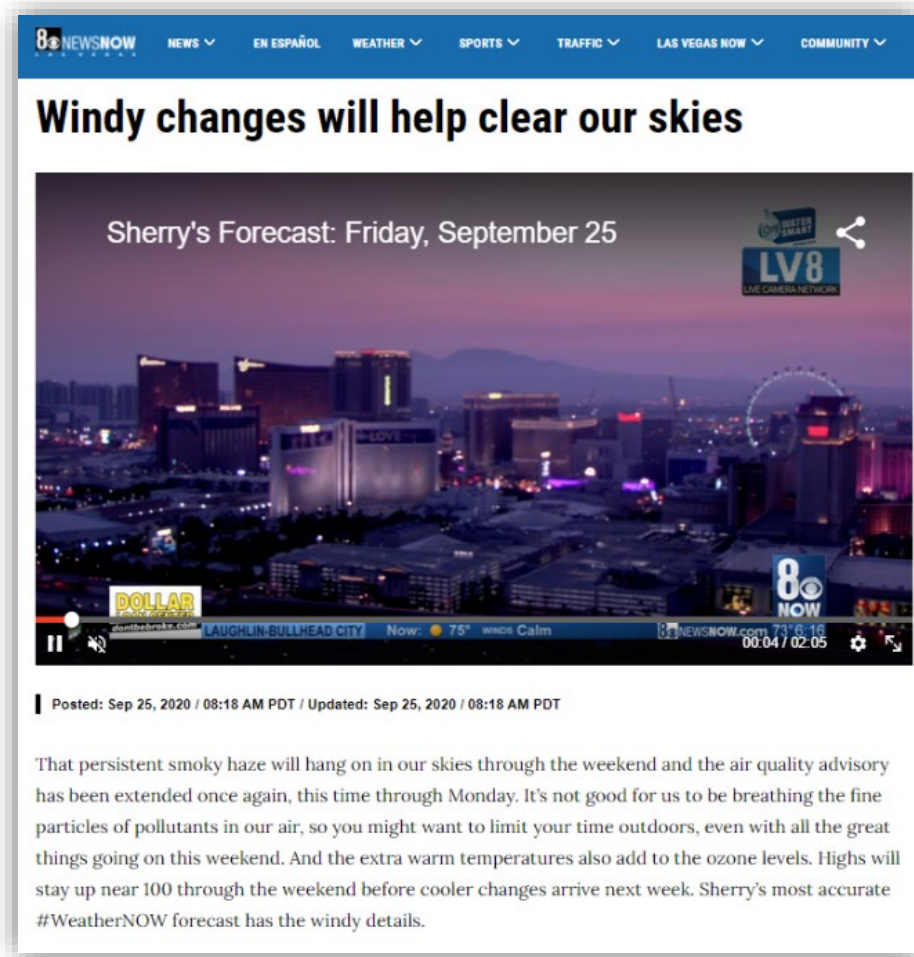 8 NEWSNOW NEWS EN ESPAÑOL WEATHER SPORTS TRAFFIC LAS VEGAS NOW COMMUNITY
LAS VEGAS
Windy changes will help clear our skies
Sherry's Forecast: Friday, September 25
WATER
SMART
LV8
LIVE CAMERA NETWORK
LOVE
8
NOW
DOLLAR
dontbebroke.com
LAUGHLIN-BULLHEAD CITY Now: 75° WINDS Calm 8 NEWSNOW.com 73° 6:16
00:04 / 02:05
Posted: Sep 25, 2020 / 08:18 AM PDT / Updated: Sep 25, 2020 / 08:18 AM PDT
That persistent smoky haze will hang on in our skies through the weekend and the air quality advisory
has been extended once again, this time through Monday. It’s not good for us to be breathing the fine
particles of pollutants in our air, so you might want to limit your time outdoors, even with all the great
things going on this weekend. And the extra warm temperatures also add to the ozone levels. Highs will
stay up near 100 through the weekend before cooler changes arrive next week. Sherry’s most accurate
#WeatherNOW forecast has the windy details.